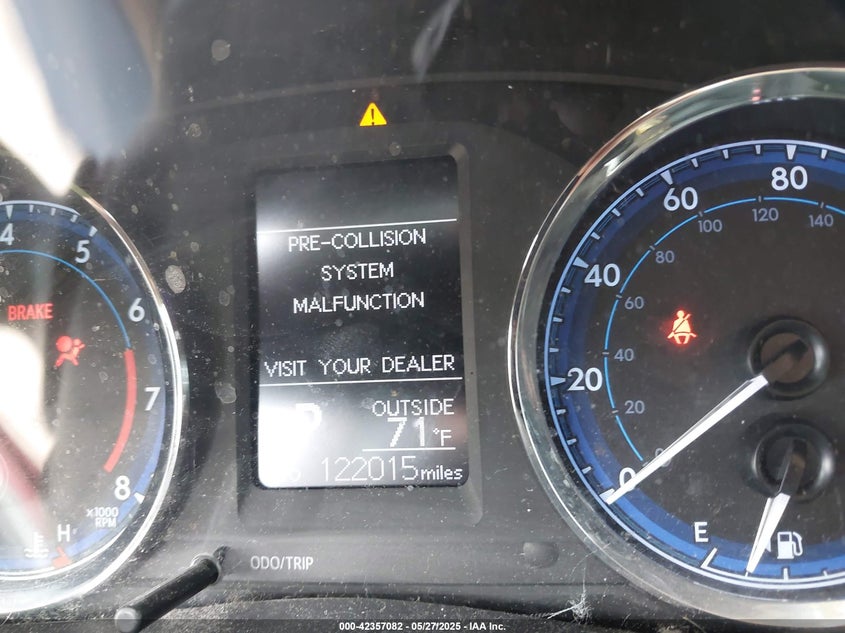 PRE-COLLISION
SYSTEM
MALFUNCTION
VISIT YOUR DEALER
OUTSIDE
P
71°F
122015 miles
4
5
6
7
8
BRAKE
x1000
RPM
H
ODO/TRIP
0
20
40
60
80
0
20
40
60
80
100
120
140
E
000-42357082 - 05/27/2025 - IAA Inc.